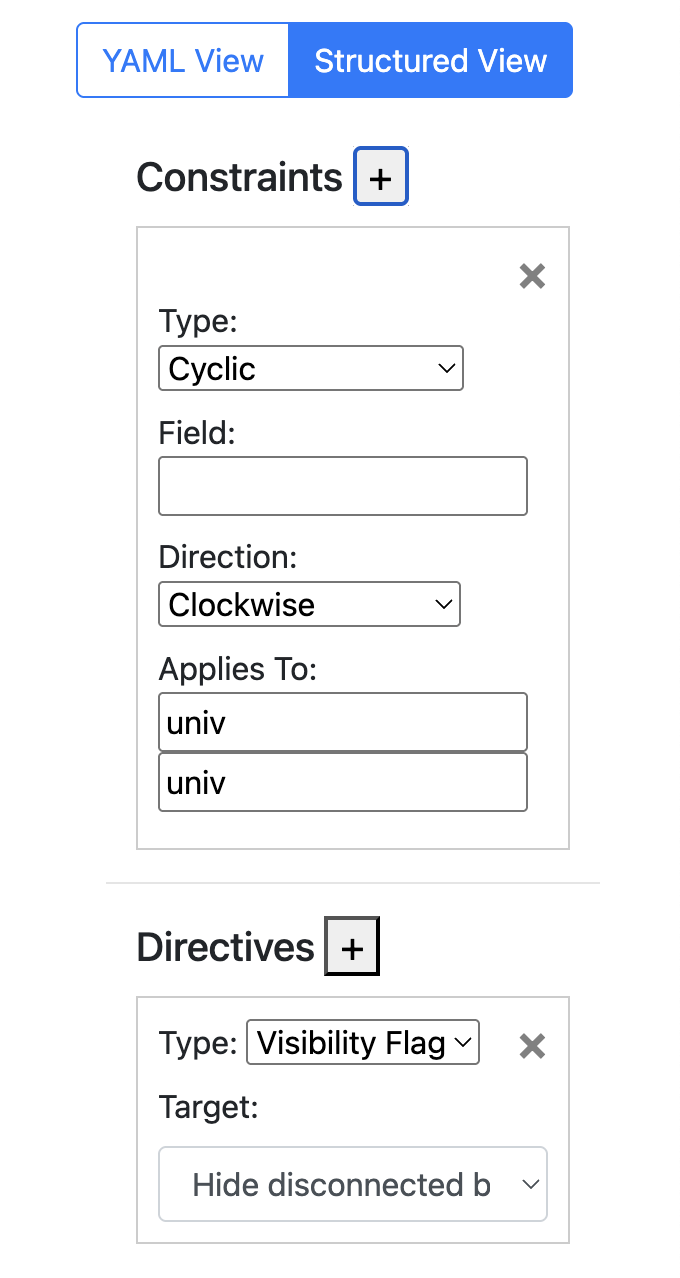 YAML View Structured View
Constraints +
Type:
Cyclic
Field:
Direction:
Clockwise
Applies To:
univ
univ
Directives +
Type: Visibility Flag
Target:
Hide disconnected b